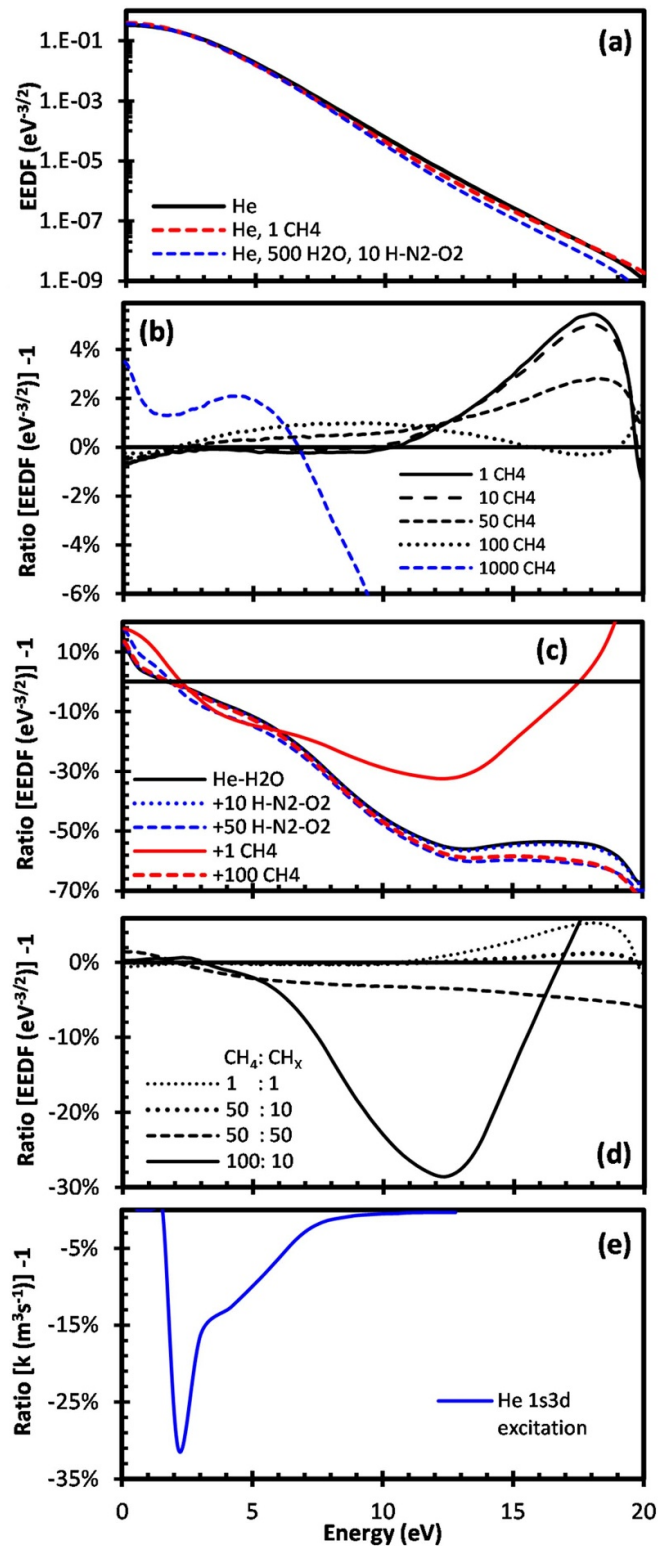 (a)
EEDF (eV-3/2)
1.E-01
1.E-03
1.E-05
1.E-07
1.E-09
He
He, 1 CH4
He, 500 H2O, 10 H-N2-O2
(b)
Ratio [EEDF (eV-3/2)] -1
4%
2%
0%
-2%
-4%
-6%
1 CH4
10 CH4
50 CH4
100 CH4
1000 CH4
(c)
Ratio [EEDF (eV-3/2)] -1
10%
-10%
-30%
-50%
-70%
He-H2O
+10 H-N2-O2
+50 H-N2-O2
+1 CH4
+100 CH4
Ratio [EEDF (eV-3/2)] -1
0%
-10%
-20%
-30%
CH4: CHX
1 : 1
50 : 10
50 : 50
100: 10
(d)
(e)
Ratio [k (m3s-1)] -1
-5%
-15%
-25%
-35%
He 1s3d
excitation
0 5 10 15 20
Energy (eV)